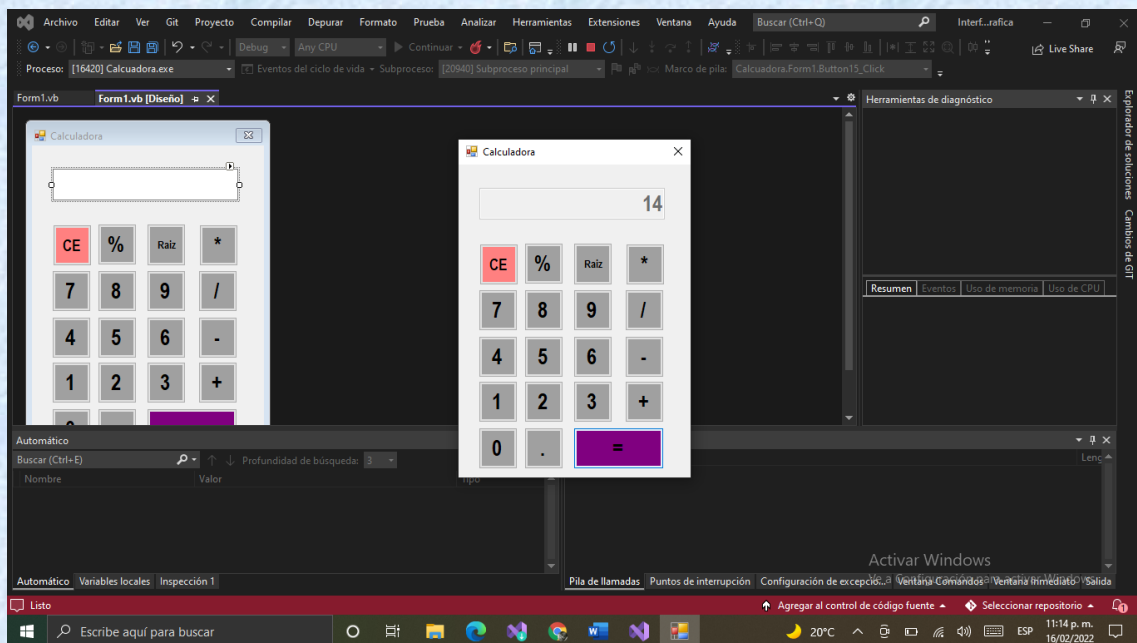 Archivo Editar Ver Git Proyecto Compilar Depurar Formato Prueba Analizar Herramientas Extensiones Ventana Ayuda Buscar (Ctrl+Q) Interf...rafica
Debug Any CPU Continuar Live Share
Proceso: [16420] Calcuadora.exe Eventos del ciclo de vida Subproceso: [20940] Subproceso principal Marco de pila: Calcuadora.Form1.Button15_Click
Form1.vb Form1.vb [Diseño]
Calculadora
CE % Raiz *
7 8 9 /
4 5 6 -
1 2 3 +
Calculadora
14
CE % Raiz *
7 8 9 /
4 5 6 -
1 2 3 +
0 . =
Herramientas de diagnóstico
Resumen Eventos Uso de memoria Uso de CPU
Explorador de soluciones Cambios de GIT
Automático
Buscar (Ctrl+E) Profundidad de búsqueda: 3
Nombre Valor Tipo
Leng
Automático Variables locales Inspección 1
Activar Windows
Pila de llamadas Puntos de interrupción Configuración de excepcio... Ventana Comandos Ventana Inmediato Salida
Listo Agregar al control de código fuente Seleccionar repositorio
Escribe aquí para buscar 20°C ESP 11:14 p. m.
16/02/2022